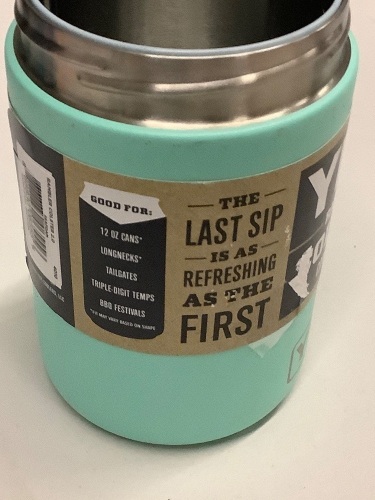 GOOD FOR:
12 OZ CANS*
LONGNECKS*
TAILGATES
TRIPLE-DIGIT TEMPS
BBQ FESTIVALS
*FIT MAY VARY BASED ON SHAPE
THE
LAST SIP
IS AS
REFRESHING
AS THE
FIRST